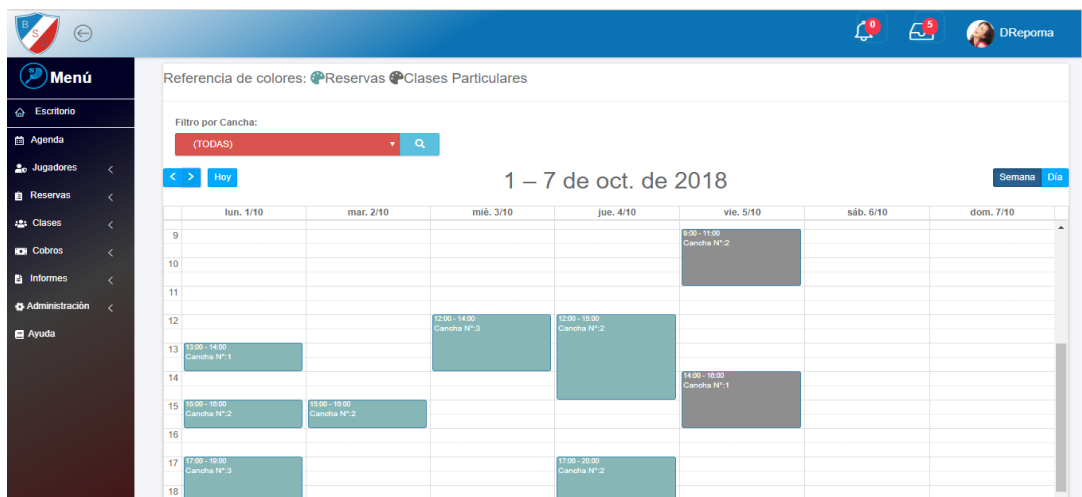 B
S
0
5
DRepoma
Menú
Escritorio
Agenda
Jugadores
Reservas
Clases
Cobros
Informes
Administración
Ayuda
Referencia de colores: Reservas Clases Particulares
Filtro por Cancha:
(TODAS)
Hoy
1 – 7 de oct. de 2018
Semana Día
lun. 1/10 mar. 2/10 mié. 3/10 jue. 4/10 vie. 5/10 sáb. 6/10 dom. 7/10
9
9:00 - 11:00
Cancha N°:2
10
11
12
12:00 - 14:00
Cancha N°:3
12:00 - 15:00
Cancha N°:2
13
13:00 - 14:00
Cancha N°:1
14
14:00 - 16:00
Cancha N°:1
15
15:00 - 16:00
Cancha N°:2
15:00 - 16:00
Cancha N°:2
16
17
17:00 - 19:00
Cancha N°:3
17:00 - 20:00
Cancha N°:2
18